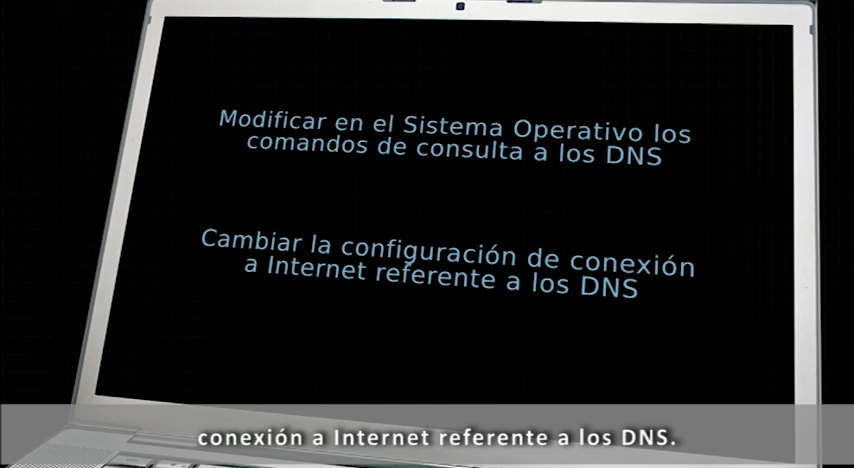 Modificar en el Sistema Operativo los
comandos de consulta a los DNS
Cambiar la configuración de conexión
a Internet referente a los DNS
conexión a Internet referente a los DNS.